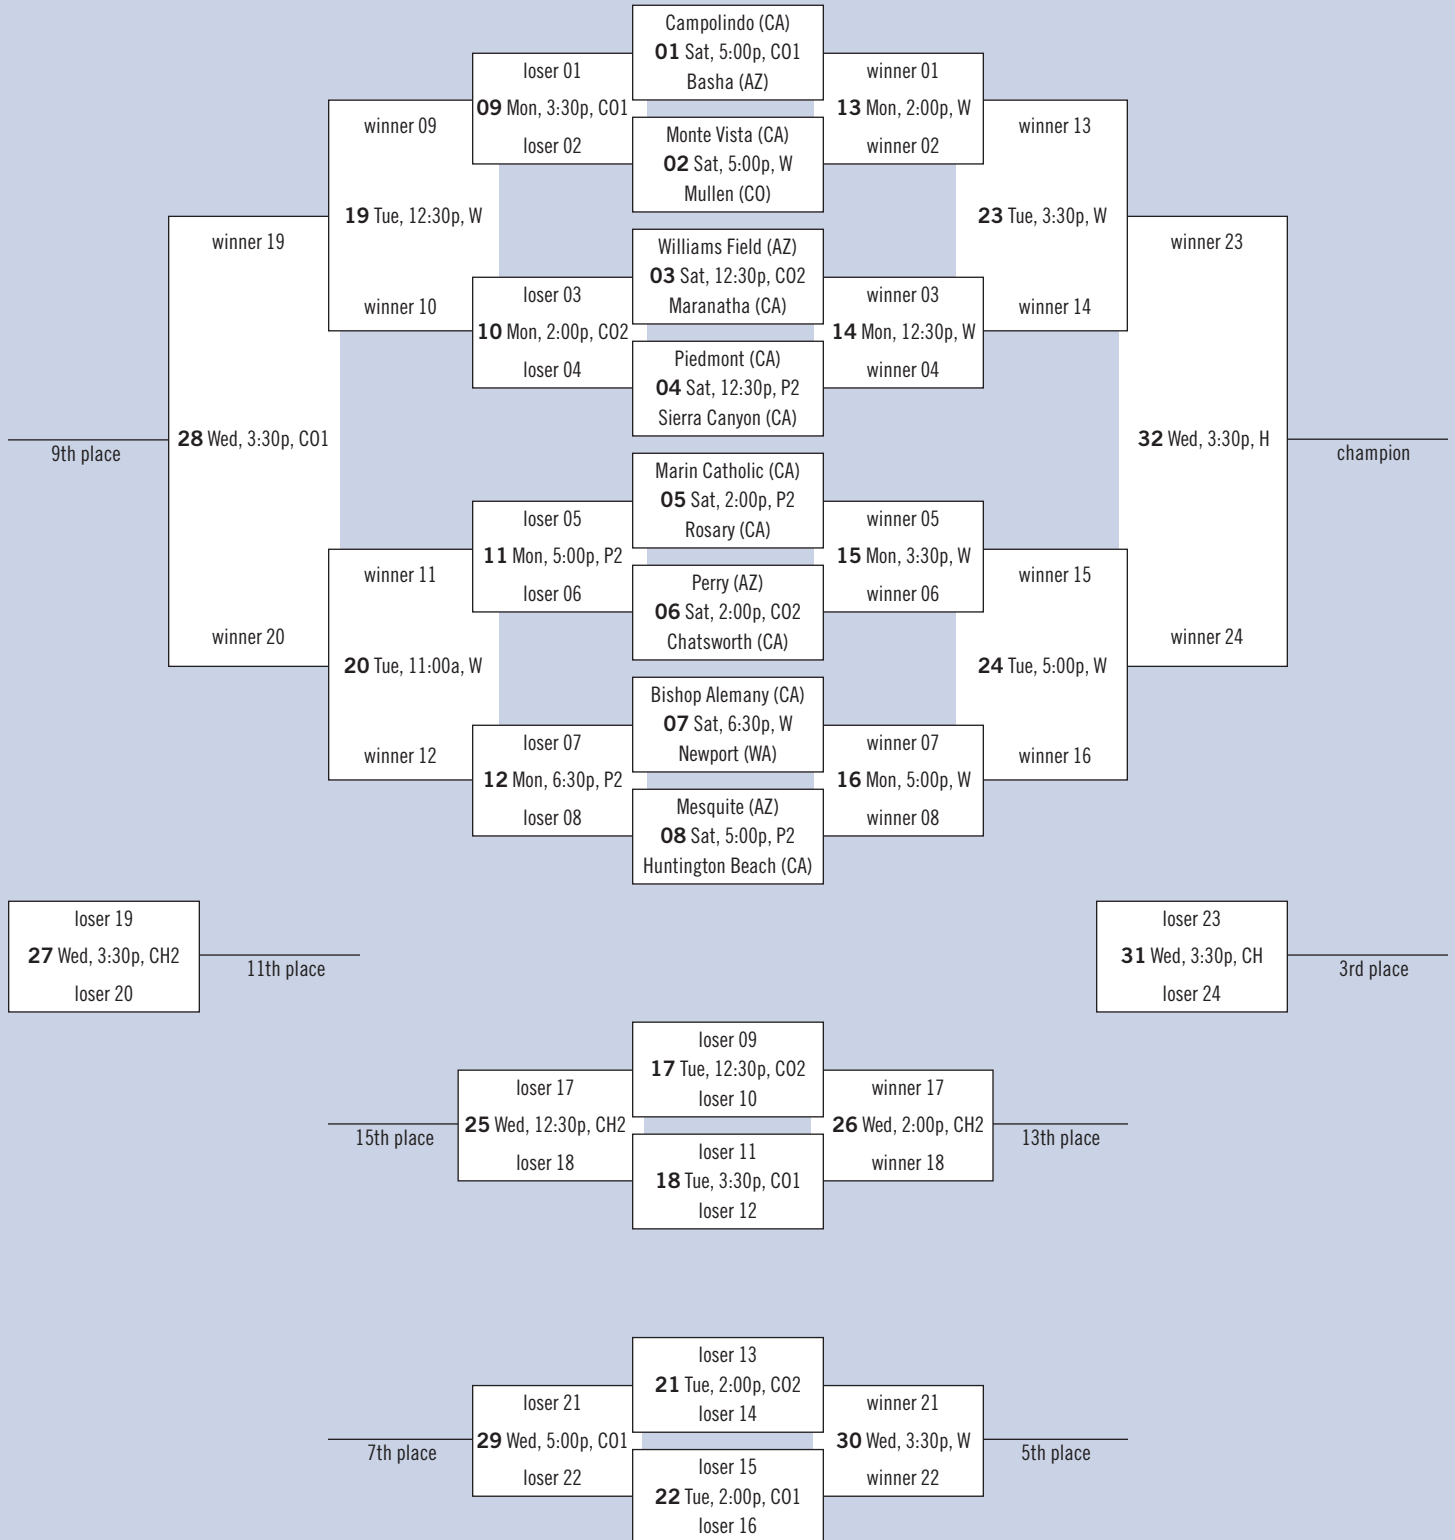 Campolindo (CA)
01 Sat, 5:00p, CO1
Basha (AZ)
Monte Vista (CA)
02 Sat, 5:00p, W
Mullen (CO)
Williams Field (AZ)
03 Sat, 12:30p, CO2
Maranatha (CA)
Piedmont (CA)
04 Sat, 12:30p, P2
Sierra Canyon (CA)
Marin Catholic (CA)
05 Sat, 2:00p, P2
Rosary (CA)
Perry (AZ)
06 Sat, 2:00p, CO2
Chatsworth (CA)
Bishop Alemany (CA)
07 Sat, 6:30p, W
Newport (WA)
Mesquite (AZ)
08 Sat, 5:00p, P2
Huntington Beach (CA)
loser 01
09 Mon, 3:30p, CO1
loser 02
loser 03
10 Mon, 2:00p, CO2
loser 04
loser 05
11 Mon, 5:00p, P2
loser 06
loser 07
12 Mon, 6:30p, P2
loser 08
winner 01
13 Mon, 2:00p, W
winner 02
winner 03
14 Mon, 12:30p, W
winner 04
winner 05
15 Mon, 3:30p, W
winner 06
winner 07
16 Mon, 5:00p, W
winner 08
winner 09
19 Tue, 12:30p, W
winner 10
winner 11
20 Tue, 11:00a, W
winner 12
winner 13
23 Tue, 3:30p, W
winner 14
winner 15
24 Tue, 5:00p, W
winner 16
winner 19
28 Wed, 3:30p, CO1
winner 20
9th place
winner 23
32 Wed, 3:30p, H
winner 24
champion
loser 19
27 Wed, 3:30p, CH2
loser 20
11th place
loser 23
31 Wed, 3:30p, CH
loser 24
3rd place
loser 09
17 Tue, 12:30p, CO2
loser 10
loser 11
18 Tue, 3:30p, CO1
loser 12
loser 17
25 Wed, 12:30p, CH2
loser 18
15th place
winner 17
26 Wed, 2:00p, CH2
winner 18
13th place
loser 13
21 Tue, 2:00p, CO2
loser 14
loser 15
22 Tue, 2:00p, CO1
loser 16
loser 21
29 Wed, 5:00p, CO1
loser 22
7th place
winner 21
30 Wed, 3:30p, W
winner 22
5th place